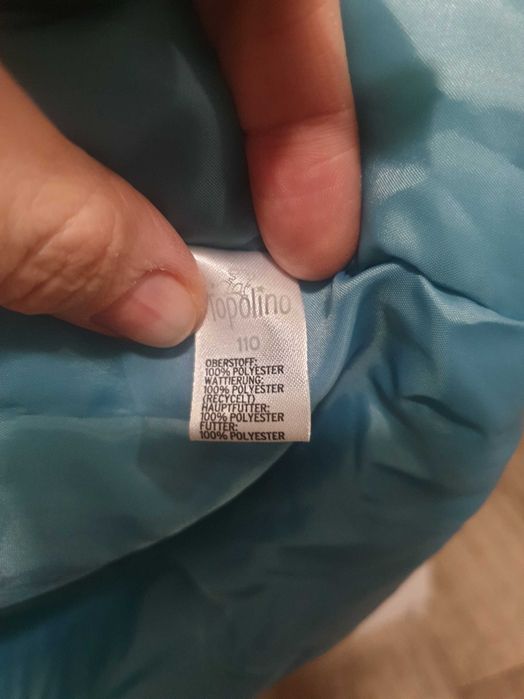 Topolino
110
OBERSTOFF:
100% POLYESTER
WATTIERUNG:
100% POLYESTER
(RECYCELT)
HAUPTFUTTER:
100% POLYESTER
FUTTER:
100% POLYESTER